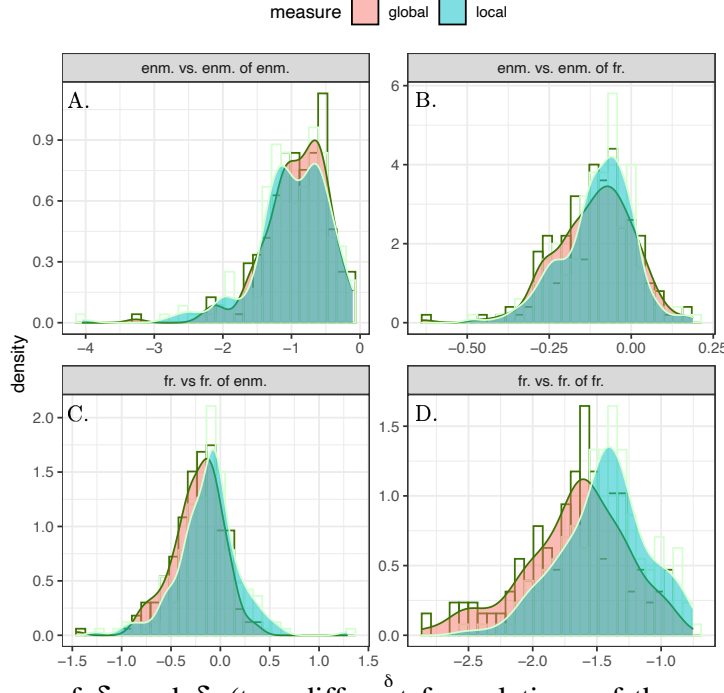 measure global local
enm. vs. enm. of enm.
enm. vs. enm. of fr.
A.
B.
0.9
0.6
0.3
0.0
−4 −3 −2 −1 0
6
4
2
0
−0.50 −0.25 0.00 0.25
density
fr. vs fr. of enm.
fr. vs. fr. of fr.
C.
D.
2.0
1.5
1.0
0.5
0.0
−1.5 −1.0 −0.5 0.0 0.5 1.0 1.5
1.5
1.0
0.5
0.0
−2.5 −2.0 −1.5 −1.0
δ